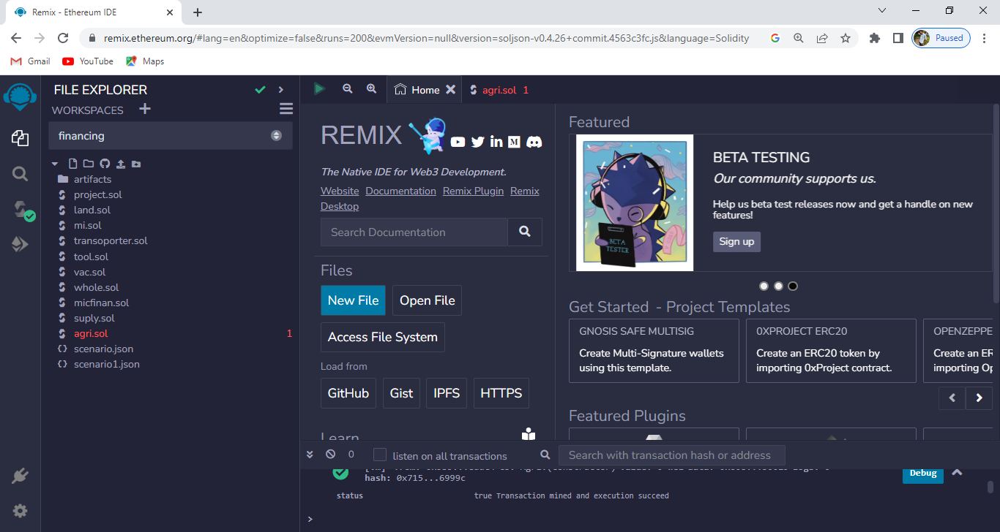 Remix - Ethereum IDE
remix.ethereum.org/#lang=en&optimize=false&runs=200&evmVersion=null&version=soljson-v0.4.26+commit.4563c3fc.js&language=Solidity
Paused
Gmail
YouTube
Maps
FILE EXPLORER
WORKSPACES
financing
artifacts
project.sol
land.sol
mi.sol
transoporter.sol
tool.sol
vac.sol
whole.sol
micfinan.sol
suply.sol
agri.sol 1
scenario.json
scenario1.json
Home
agri.sol 1
REMIX
The Native IDE for Web3 Development.
Website Documentation Remix Plugin Remix
Desktop
Search Documentation
Files
New File Open File
Access File System
Load from
GitHub Gist IPFS HTTPS
Learn
Featured
BETA
TESTER
BETA TESTING
Our community supports us.
Help us beta test releases now and get a handle on new
features!
Sign up
Get Started - Project Templates
GNOSIS SAFE MULTISIG
Create Multi-Signature wallets
using this template.
0XPROJECT ERC20
Create an ERC20 token by
importing 0xProject contract.
OPENZEPPE
Create an ER
importing Op
Featured Plugins
0 listen on all transactions
Search with transaction hash or address
hash: 0x715...6999c
Debug
status true Transaction mined and execution succeed
>